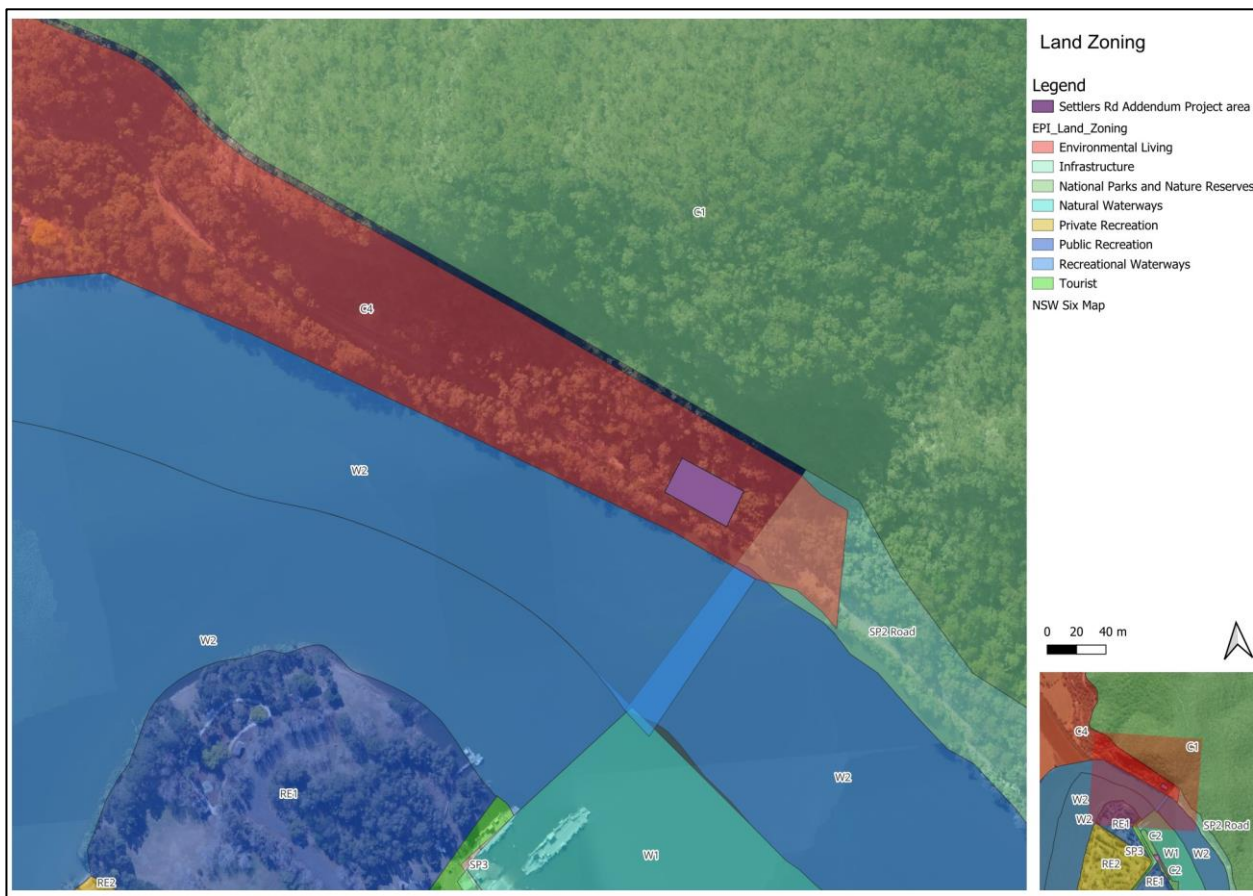 Land Zoning
Legend
Settlers Rd Addendum Project area
EPI_Land_Zoning
Environmental Living
Infrastructure
National Parks and Nature Reserves
Natural Waterways
Private Recreation
Public Recreation
Recreational Waterways
Tourist
NSW Six Map
C1
C4
W2
W2
SP2 Road
RE1
W2
W1
SP3
RE2
0 20 40 m
C4
C1
W2
W2
RE1
SP2 Road
C2
SP3
W1
W2
RE2
C2
RE1